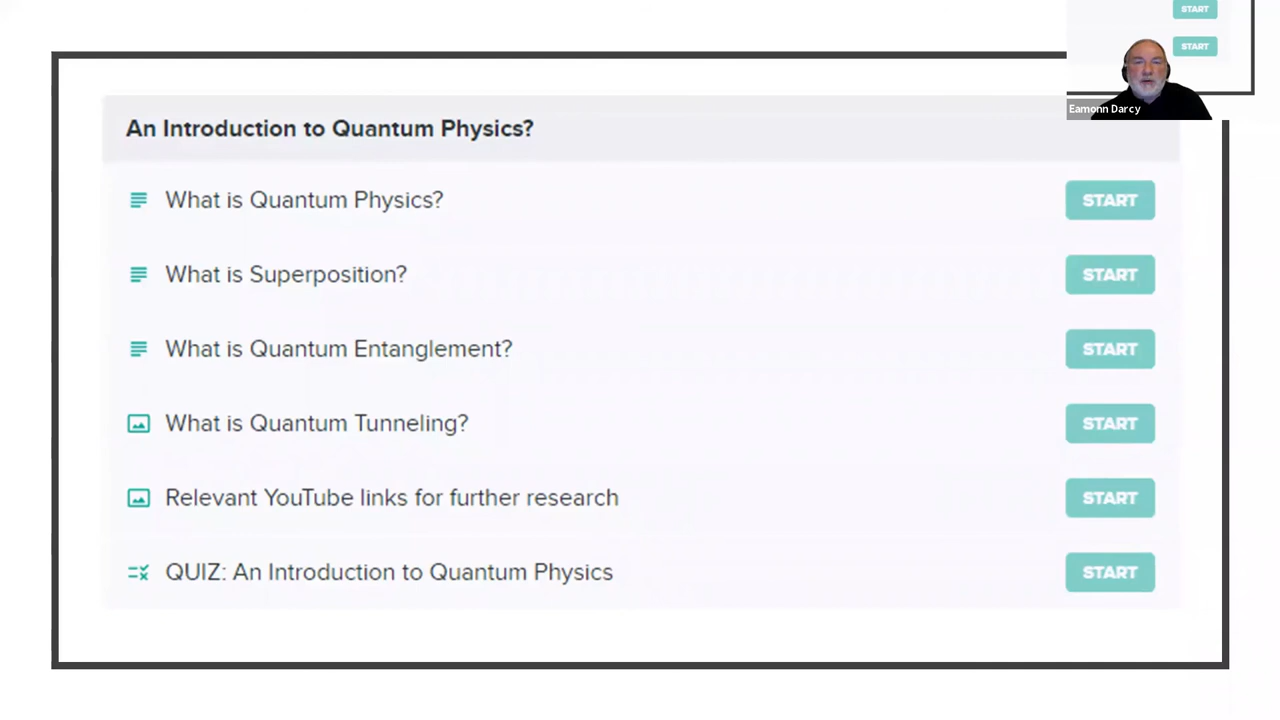 START
START
Eamonn Darcy
An Introduction to Quantum Physics?
What is Quantum Physics? START
What is Superposition? START
What is Quantum Entanglement? START
What is Quantum Tunneling? START
Relevant YouTube links for further research START
QUIZ: An Introduction to Quantum Physics START